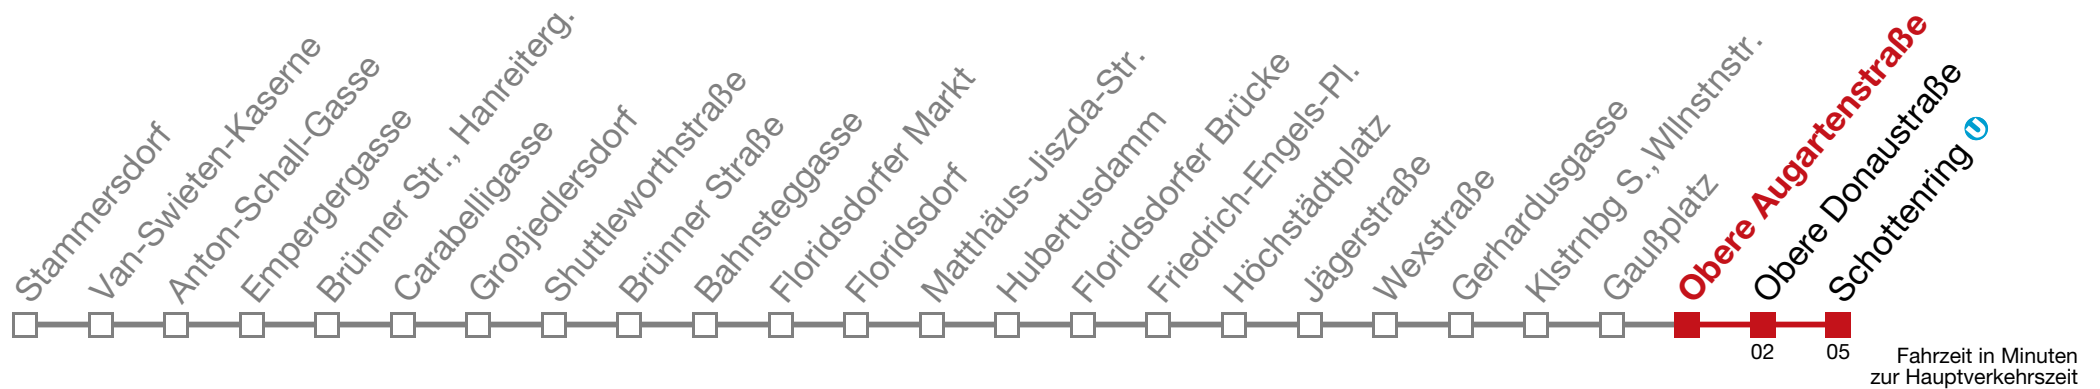 Stammersdorf
Van-Swieten-Kaserne
Anton-Schall-Gasse
Empergergasse
Brünner Str., Hanreiterg.
Carabelligasse
Großjedlersdorf
Shuttleworthstraße
Brünner Straße
Bahnsteggasse
Floridsdorfer Markt
Floridsdorf
Matthäus-Jiszda-Str.
Hubertusdamm
Floridsdorfer Brücke
Friedrich-Engels-Pl.
Höchstädtplatz
Jägerstraße
Wexstraße
Gerhardusgasse
Klstrnbg S., Wllnstnstr.
Gaußplatz
Obere Augartenstraße
Obere Donaustraße
Schottenring
02
05
Fahrzeit in Minuten
zur Hauptverkehrszeit